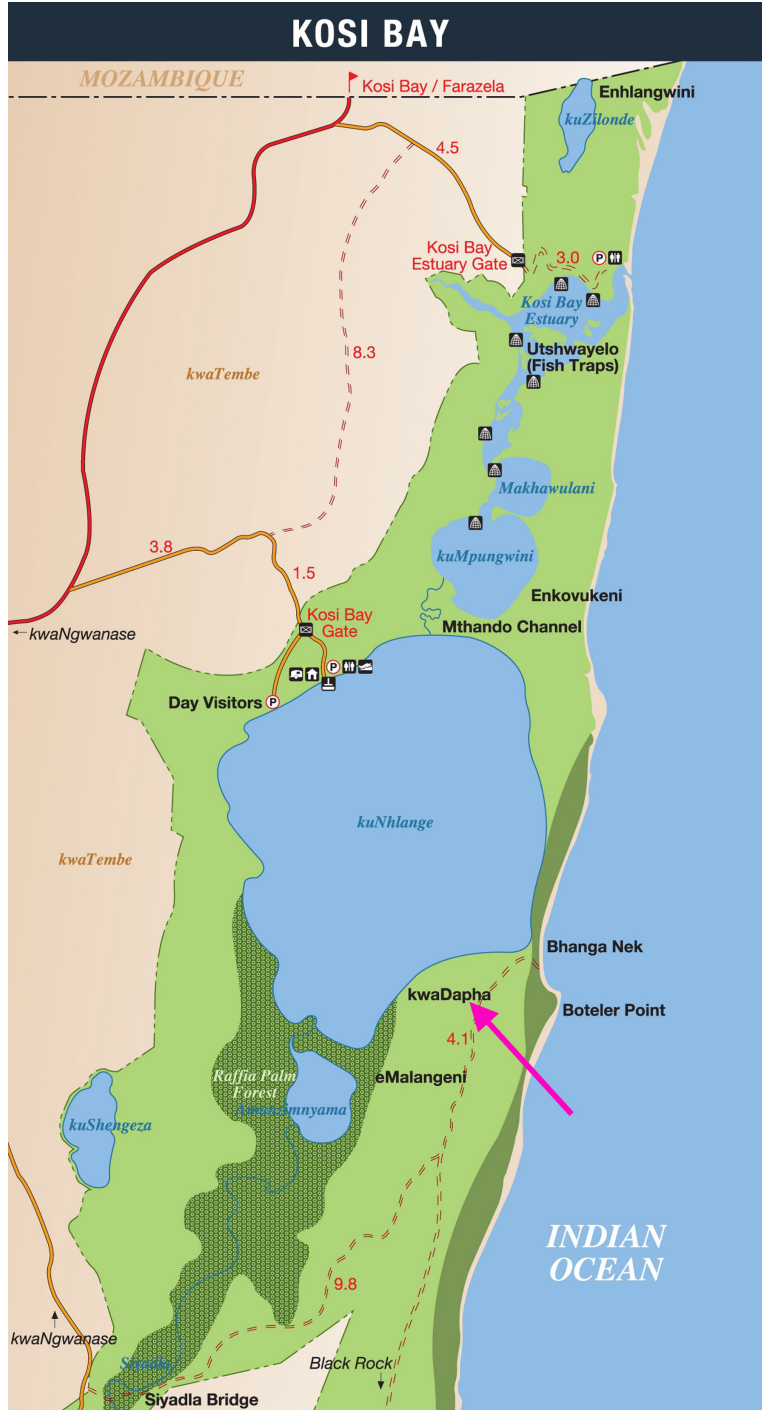 KOSI BAY
MOZAMBIQUE
Kosi Bay / Farazela
Enhlangwini
kuZilonde
4.5
Kosi Bay
Estuary Gate
3.0
P
Kosi Bay
Estuary
Utshwayelo
(Fish Traps)
8.3
kwaTembe
Makhawulani
3.8
kuMpungwini
1.5
Enkovukeni
Kosi Bay
Gate
Mthando Channel
kwaNgwanase
P
Day Visitors
P
kuNhlange
kwaTembe
Bhanga Nek
kwaDapha
Boteler Point
4.1
Raffia Palm
Forest
eMalangeni
Amanzimnyama
kuShengeza
INDIAN
OCEAN
9.8
kwaNgwanase
Black Rock
Siyadla
Siyadla Bridge